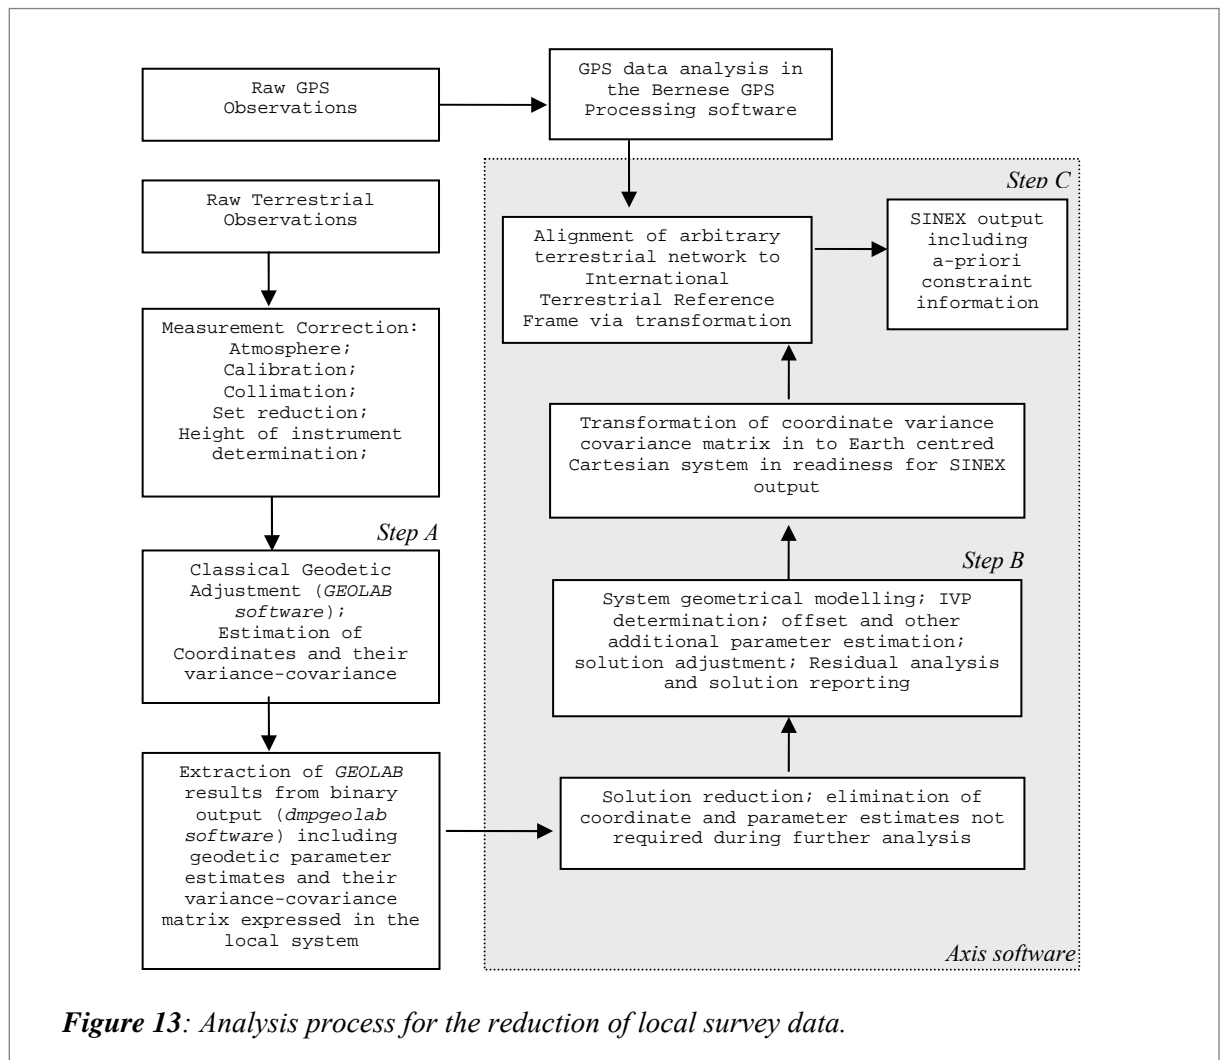 Raw GPS
Observations
GPS data analysis in
the Bernese GPS
Processing software
Raw Terrestrial
Observations
Step C
Alignment of arbitrary
terrestrial network to
International
Terrestrial Reference
Frame via transformation
SINEX output
including
a-priori
constraint
information
Measurement Correction:
Atmosphere;
Calibration;
Collimation;
Set reduction;
Height of instrument
determination;
Transformation of coordinate variance
covariance matrix in to Earth centred
Cartesian system in readiness for SINEX
output
Step A
Classical Geodetic
Adjustment (GEOLAB
software);
Estimation of
Coordinates and their
variance-covariance
Step B
System geometrical modelling; IVP
determination; offset and other
additional parameter estimation;
solution adjustment; Residual analysis
and solution reporting
Extraction of GEOLAB
results from binary
output (dmpgeolab
software) including
geodetic parameter
estimates and their
variance-covariance
matrix expressed in the
local system
Solution reduction; elimination of
coordinate and parameter estimates not
required during further analysis
Axis software
Figure 13: Analysis process for the reduction of local survey data.